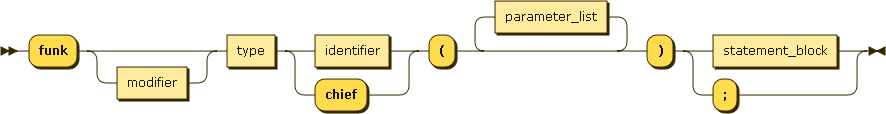 funk modifier type identifier chief ( parameter_list ) statement_block ;